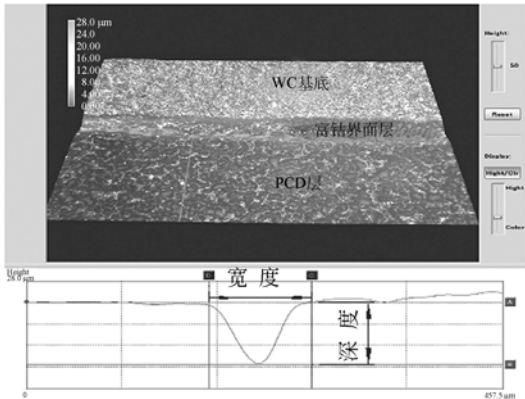 28.0 μm
24.0
20.00
16.00
12.00
8.00
4.00
0
WC基底
富钴界面层
PCD层
Height:
50
Reset
Display:
Hight/Clr
Hight
Color
Height
28.0 μm
宽度
深度
A
0
457.5 μm